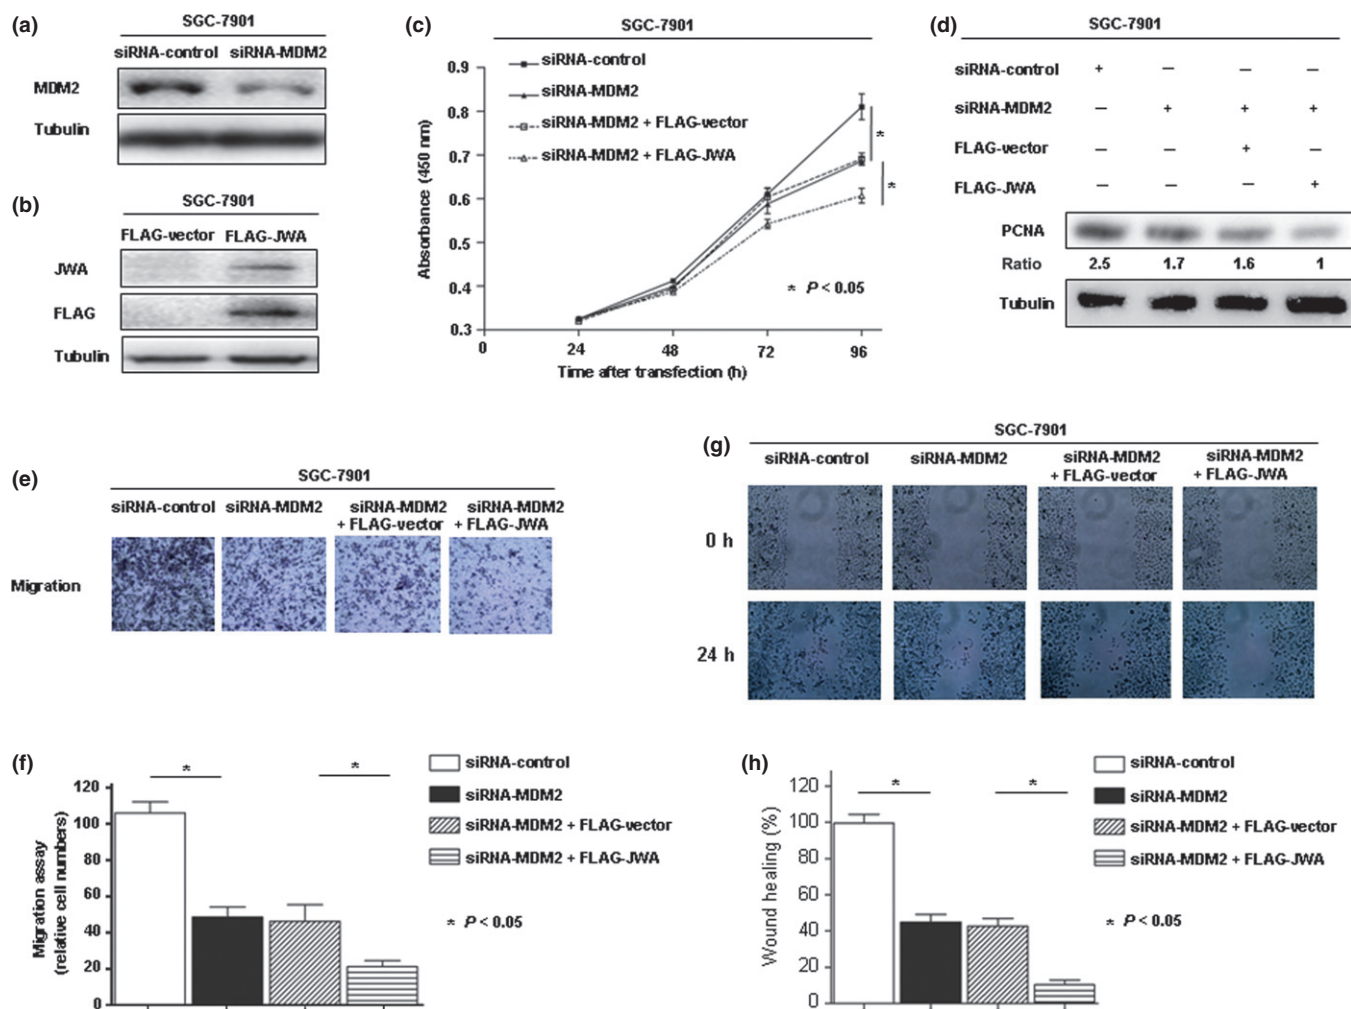 (a)
SGC-7901
siRNA-control siRNA-MDM2
MDM2
Tubulin
(b)
SGC-7901
FLAG-vector FLAG-JWA
JWA
FLAG
Tubulin
(c)
SGC-7901
siRNA-control
siRNA-MDM2
siRNA-MDM2 + FLAG-vector
siRNA-MDM2 + FLAG-JWA
Absorbance (450 nm)
0.9
0.8
0.7
0.6
0.5
0.4
0.3
*
*
* P < 0.05
0 24 48 72 96
Time after transfection (h)
(d)
SGC-7901
siRNA-control + — — —
siRNA-MDM2 — + + +
FLAG-vector — — + —
FLAG-JWA — — — +
PCNA
Ratio 2.5 1.7 1.6 1
Tubulin
(e)
SGC-7901
siRNA-control siRNA-MDM2 siRNA-MDM2 siRNA-MDM2
+ FLAG-vector + FLAG-JWA
Migration
(g)
SGC-7901
siRNA-control siRNA-MDM2 siRNA-MDM2 siRNA-MDM2
+ FLAG-vector + FLAG-JWA
0 h
24 h
(f)
Migration assay
(relative cell numbers)
120
100
80
60
40
20
0
* *
siRNA-control
siRNA-MDM2
siRNA-MDM2 + FLAG-vector
siRNA-MDM2 + FLAG-JWA
* P < 0.05
(h)
Wound healing (%)
120
100
80
60
40
20
0
* *
siRNA-control
siRNA-MDM2
siRNA-MDM2 + FLAG-vector
siRNA-MDM2 + FLAG-JWA
* P < 0.05